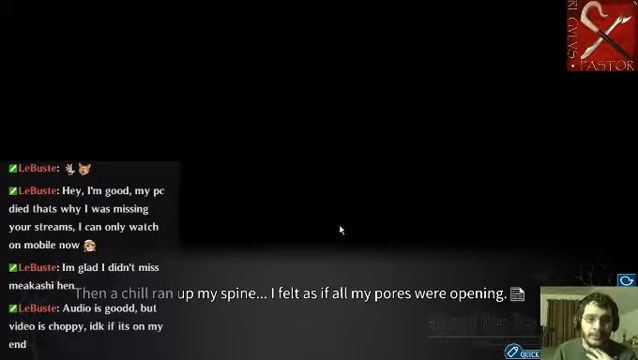 RI CVLVS
• PASTOR
LeBuste:
LeBuste: Hey, I'm good, my pc
died thats why I was missing
your streams, I can only watch
on mobile now
LeBuste: Im glad I didn't miss
meakashi hen
LeBuste: Audio is goodd, but
video is choppy, idk if its on my
end
Then a chill ran up my spine... I felt as if all my pores were opening.
QUICK